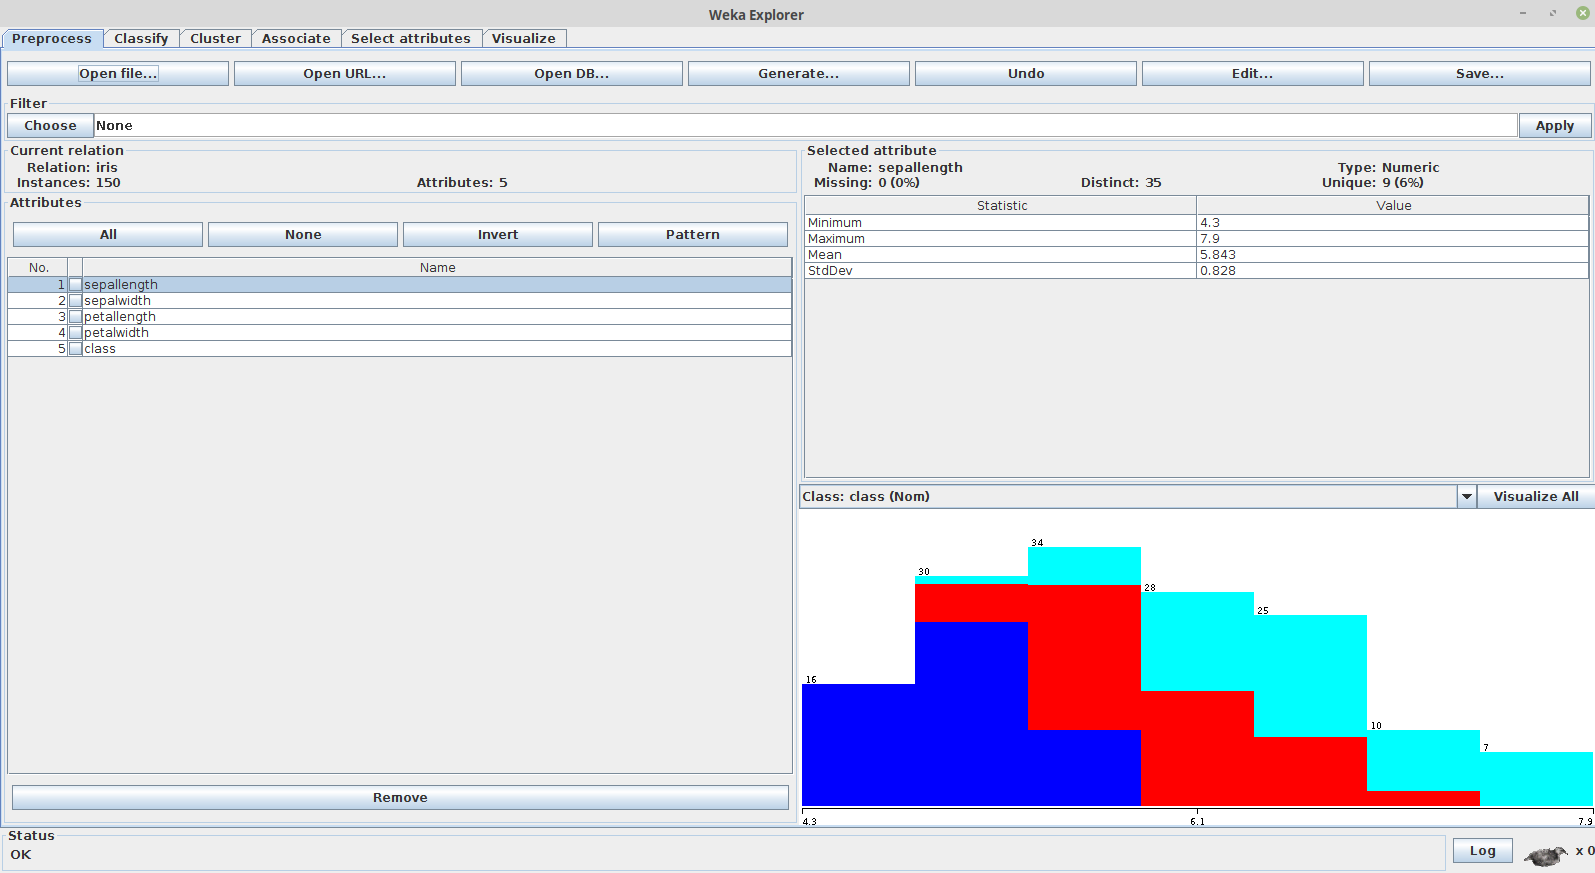 Weka Explorer
Preprocess Classify Cluster Associate Select attributes Visualize
Open file... Open URL... Open DB... Generate... Undo Edit... Save...
Filter
Choose None Apply
Current relation
Relation: iris
Instances: 150 Attributes: 5
Attributes
All None Invert Pattern
No. Name
1 sepallength
2 sepalwidth
3 petallength
4 petalwidth
5 class
Remove
Selected attribute
Name: sepallength Type: Numeric
Missing: 0 (0%) Distinct: 35 Unique: 9 (6%)
Statistic Value
Minimum 4.3
Maximum 7.9
Mean 5.843
StdDev 0.828
Class: class (Nom) Visualize All
34
30
28
25
16
10
7
4.3 6.1 7.9
Status
OK
Log x 0